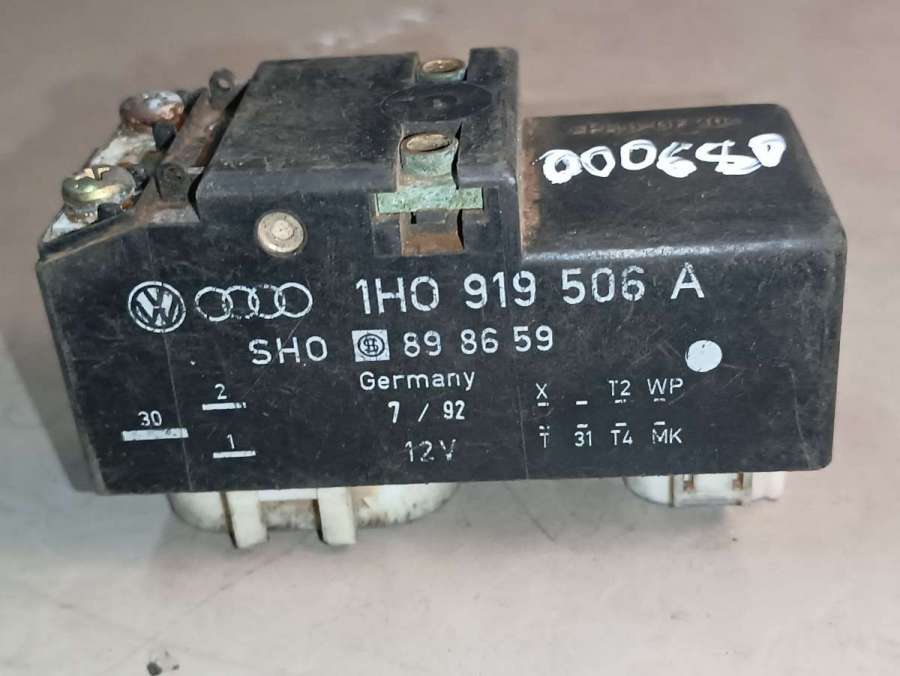 000680
1H0 919 506 A
SHO 89 86 59
Germany
7 / 92
12V
30 2
1
X T2 WP
T 31 T4 MK